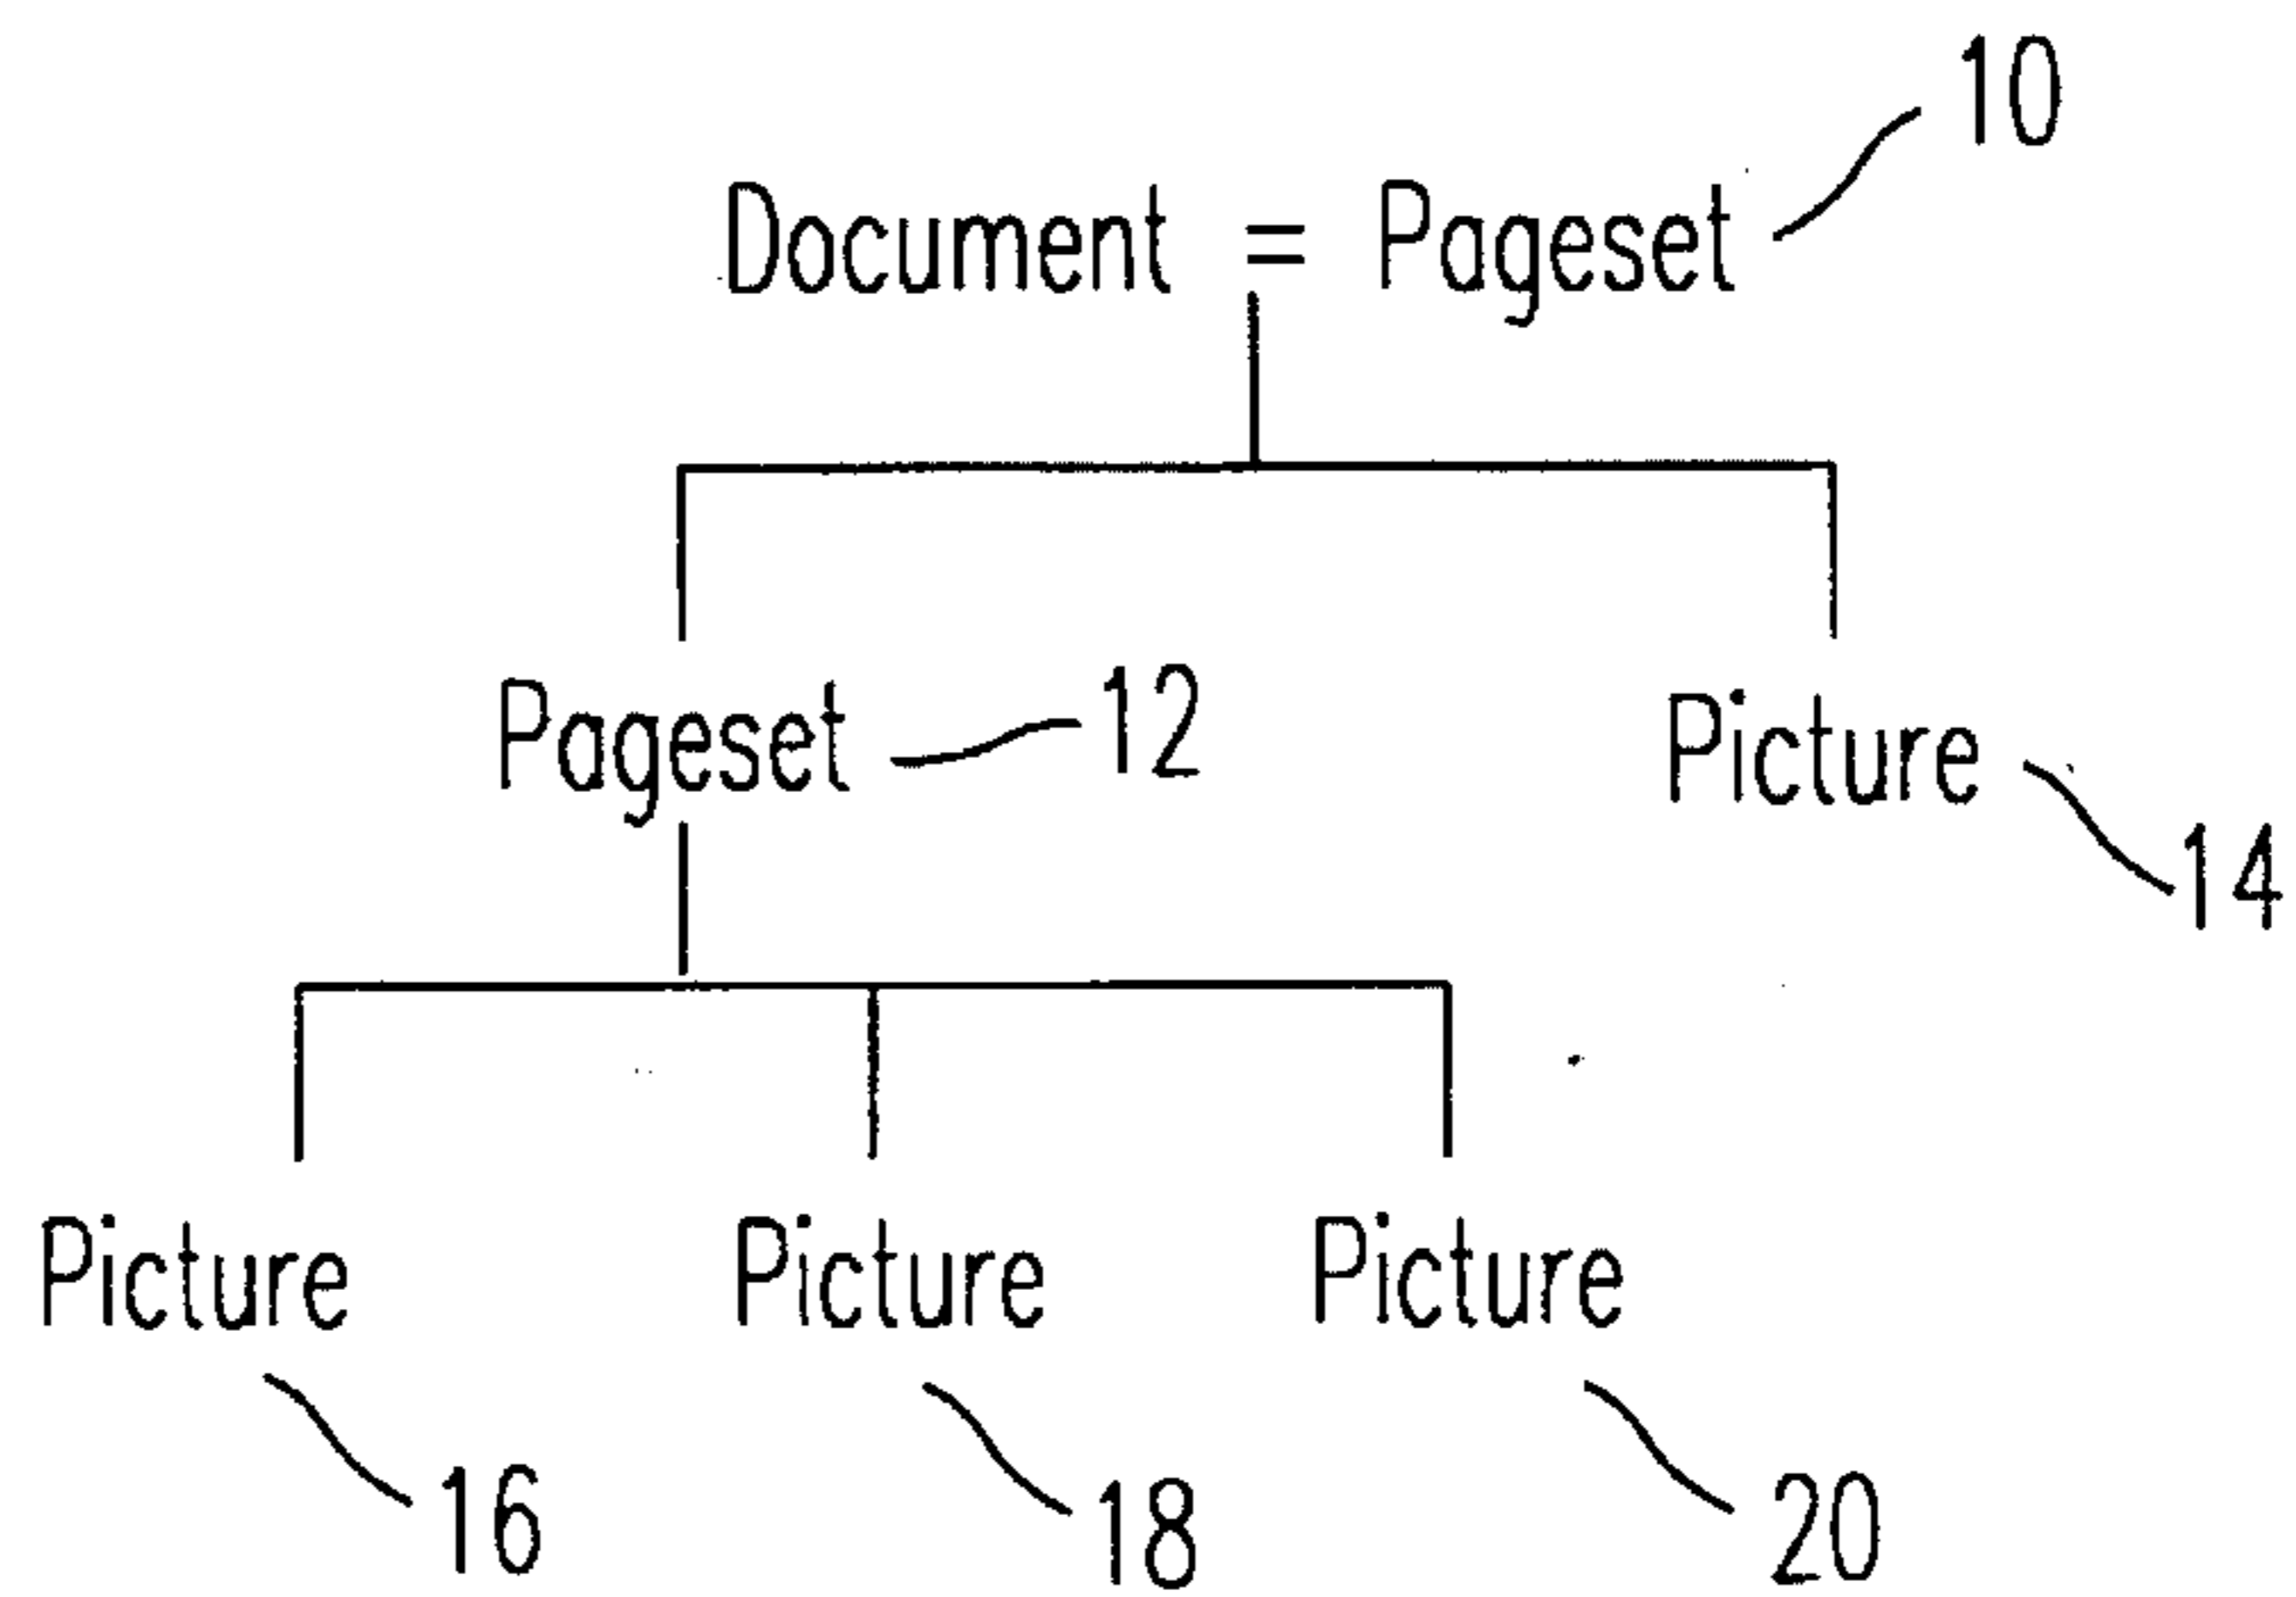 10
Document = Pageset
Pageset 12
Picture
14
Picture Picture Picture
16 18 20